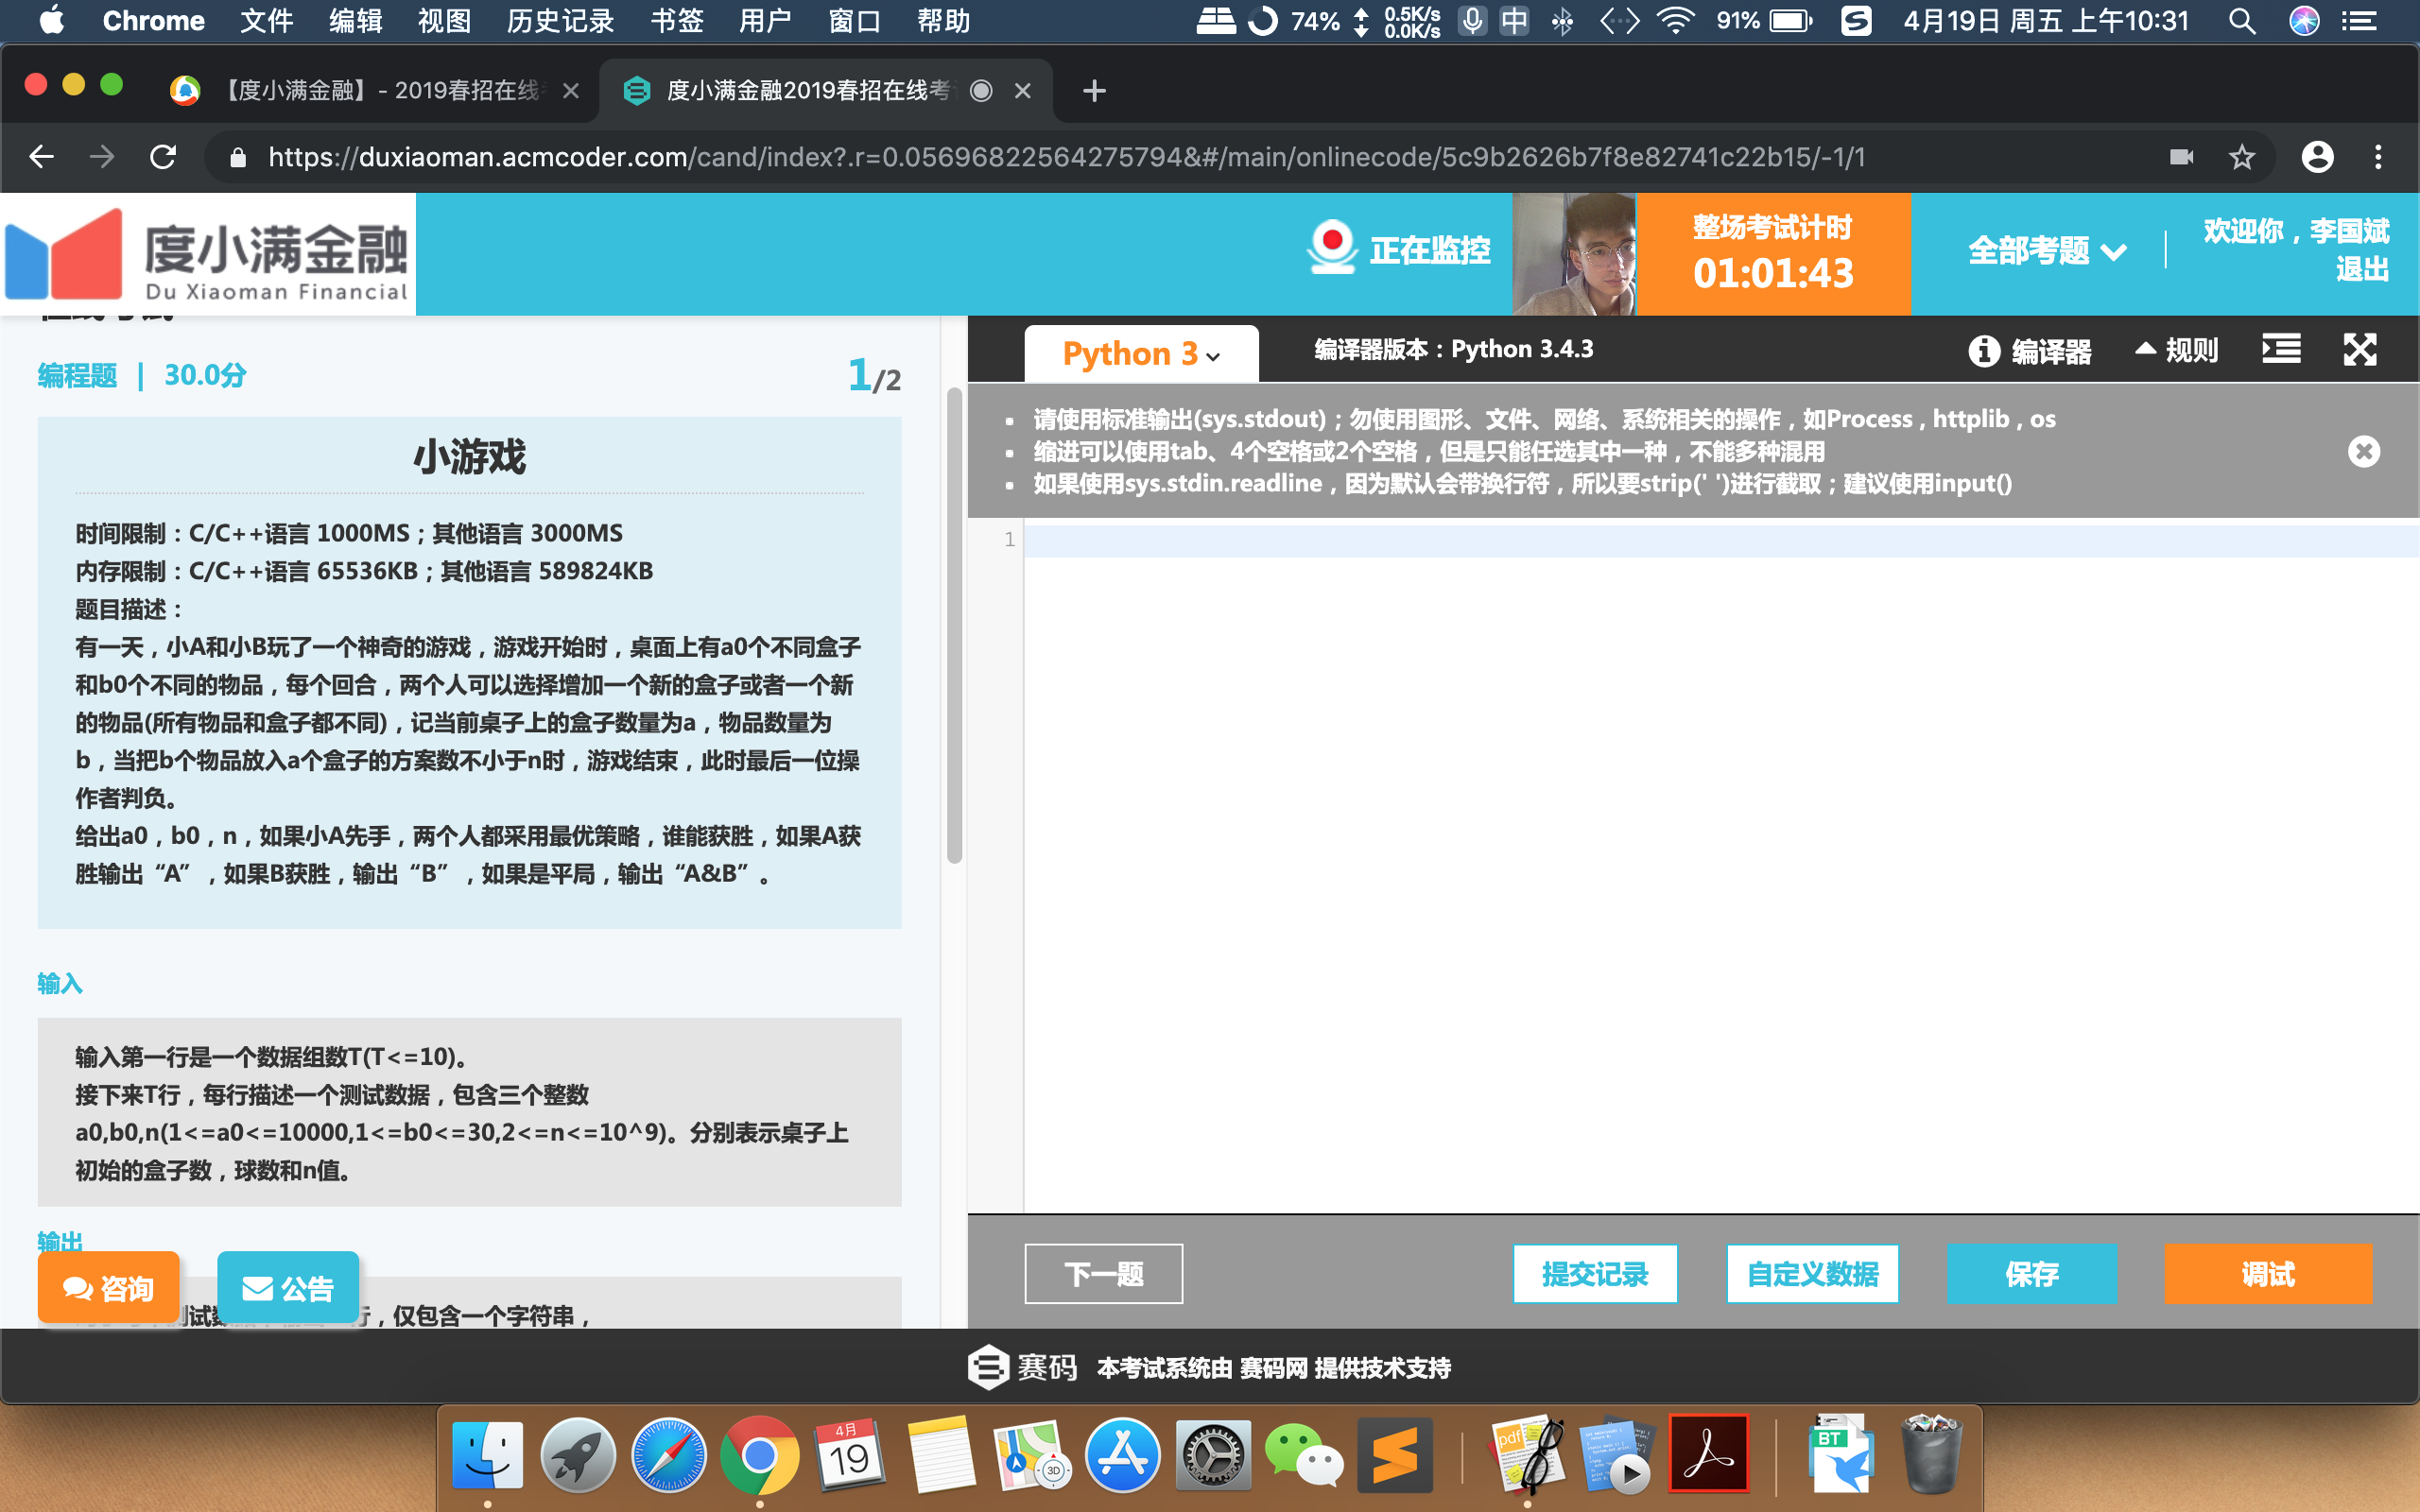 Chrome 文件 编辑 视图 历史记录 书签 用户 窗口 帮助 74% 0.5K/s 0.0K/s 中 91% 4月19日 周五 上午10:31
【度小满金融】- 2019春招在线 度小满金融2019春招在线考
https://duxiaoman.acmcoder.com/cand/index?.r=0.05696822564275794&#/main/onlinecode/5c9b2626b7f8e82741c22b15/-1/1
度小满金融
Du Xiaoman Financial
正在监控
整场考试计时
01:01:43
全部考题
欢迎你，李国斌
退出
编程题 | 30.0分 1/2
小游戏
时间限制：C/C++语言 1000MS；其他语言 3000MS
内存限制：C/C++语言 65536KB；其他语言 589824KB
题目描述：
有一天，小A和小B玩了一个神奇的游戏，游戏开始时，桌面上有a0个不同盒子
和b0个不同的物品，每个回合，两个人可以选择增加一个新的盒子或者一个新
的物品(所有物品和盒子都不同)，记当前桌子上的盒子数量为a，物品数量为
b，当把b个物品放入a个盒子的方案数不小于n时，游戏结束，此时最后一位操
作者判负。
给出a0，b0，n，如果小A先手，两个人都采用最优策略，谁能获胜，如果A获
胜输出“A”，如果B获胜，输出“B”，如果是平局，输出“A&B”。
输入
输入第一行是一个数据组数T(T<=10)。
接下来T行，每行描述一个测试数据，包含三个整数
a0,b0,n(1<=a0<=10000,1<=b0<=30,2<=n<=10^9)。分别表示桌子上
初始的盒子数，球数和n值。
输出
行，仅包含一个字符串，
咨询 公告
Python 3 编译器版本：Python 3.4.3 编译器 规则
请使用标准输出(sys.stdout)；勿使用图形、文件、网络、系统相关的操作，如Process , httplib , os
缩进可以使用tab、4个空格或2个空格，但是只能任选其中一种，不能多种混用
如果使用sys.stdin.readline，因为默认会带换行符，所以要strip(' ')进行截取；建议使用input()
1
下一题 提交记录 自定义数据 保存 调试
赛码 本考试系统由 赛码网 提供技术支持
4月
19
3D
pdf
BT